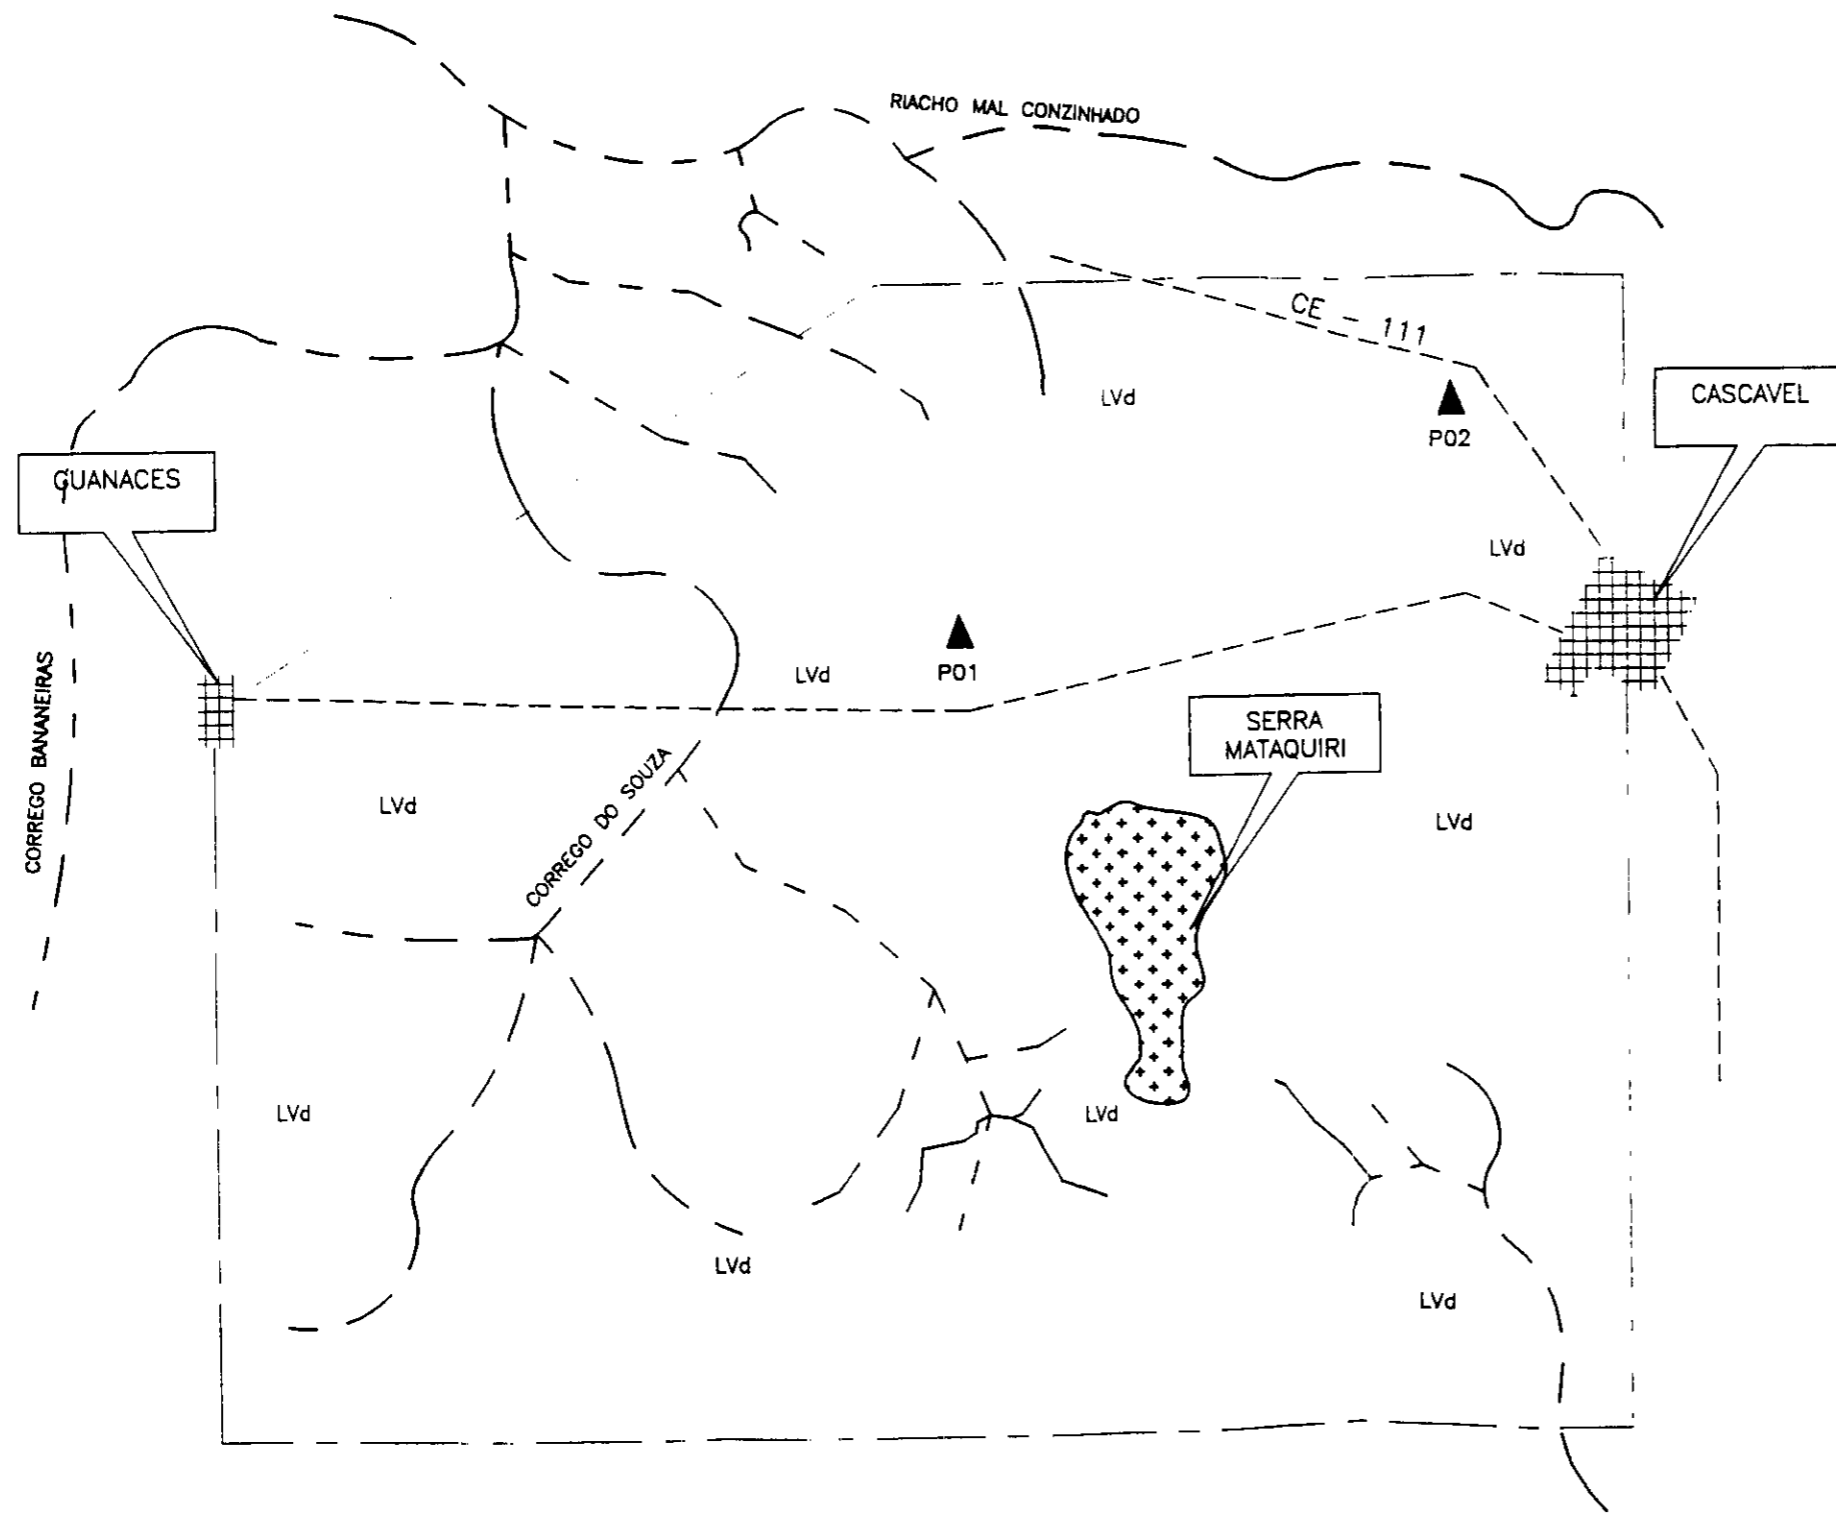 RIACHO MAL CONZINHADO
CE - 111
LVd
CASCAVEL
P02
GUANACES
LVd
P01
LVd
CORREGO BANANEIRAS
SERRA
MATAQUIRI
CORREGO DO SOUZA
LVd
LVd
LVd
LVd
LVd
LVd